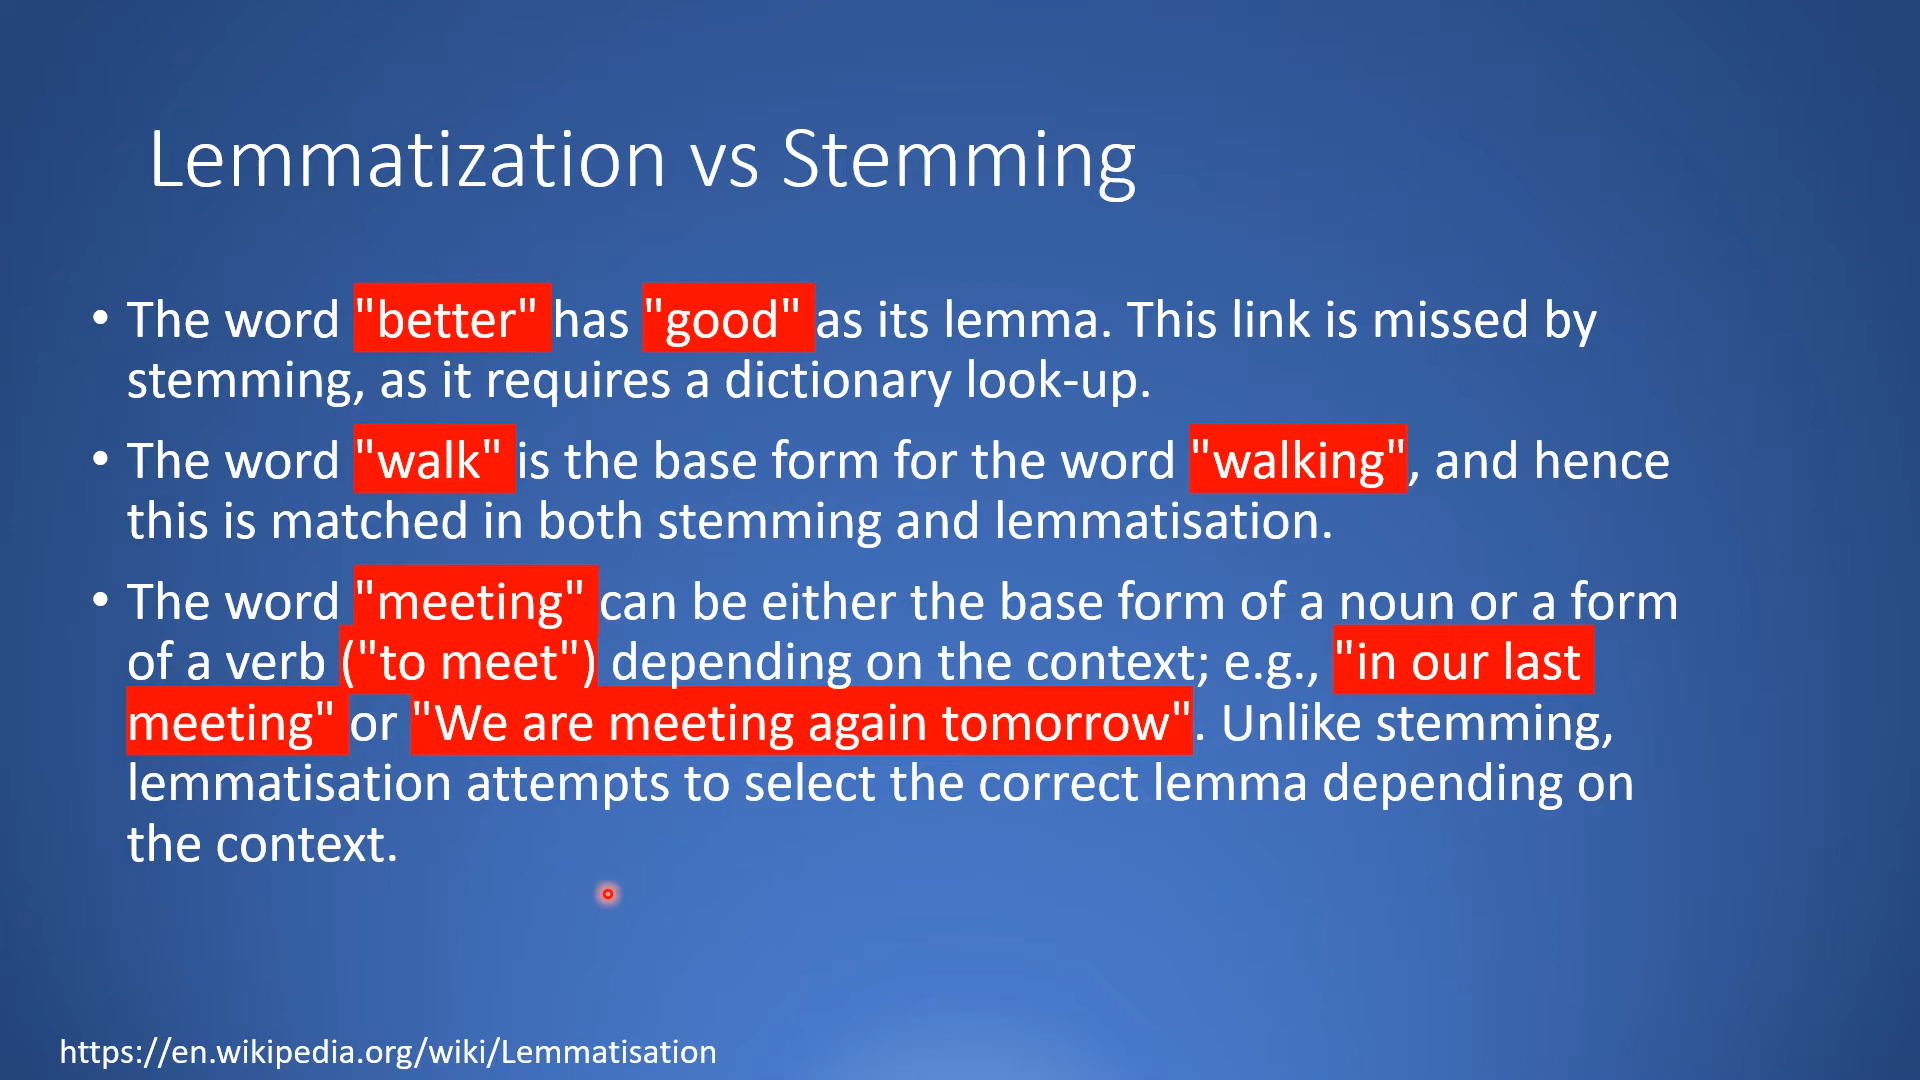 Lemmatization vs Stemming
• The word "better" has "good" as its lemma. This link is missed by
stemming, as it requires a dictionary look-up.
• The word "walk" is the base form for the word "walking", and hence
this is matched in both stemming and lemmatisation.
• The word "meeting" can be either the base form of a noun or a form
of a verb ("to meet") depending on the context; e.g., "in our last
meeting" or "We are meeting again tomorrow". Unlike stemming,
lemmatisation attempts to select the correct lemma depending on
the context.
https://en.wikipedia.org/wiki/Lemmatisation